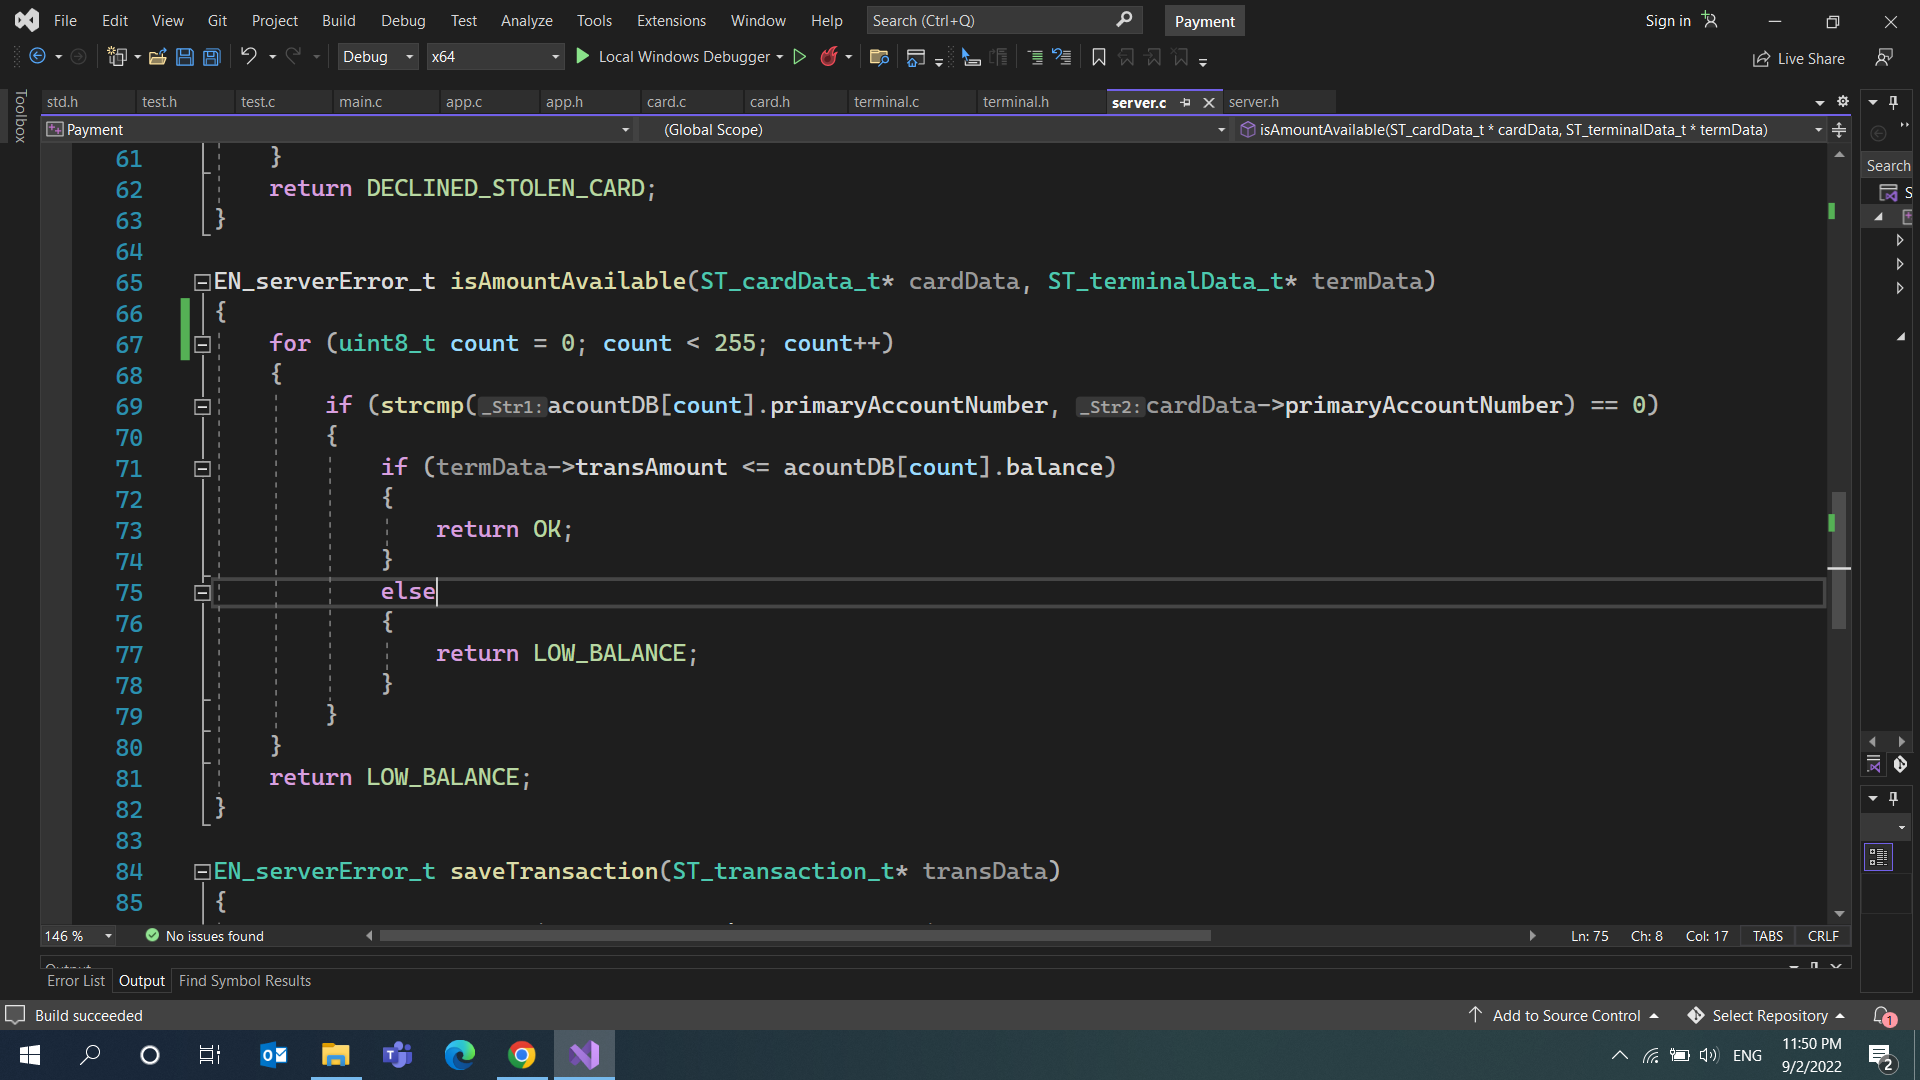 File Edit View Git Project Build Debug Test Analyze Tools Extensions Window Help Search (Ctrl+Q) Payment Sign in
Debug x64 Local Windows Debugger Live Share
Toolbox
std.h test.h test.c main.c app.c app.h card.c card.h terminal.c terminal.h server.c server.h
Payment (Global Scope) isAmountAvailable(ST_cardData_t * cardData, ST_terminalData_t * termData)
Search
S
61 }
62 return DECLINED_STOLEN_CARD;
63 }
64
65 EN_serverError_t isAmountAvailable(ST_cardData_t* cardData, ST_terminalData_t* termData)
66 {
67 for (uint8_t count = 0; count < 255; count++)
68 {
69 if (strcmp(_Str1: acountDB[count].primaryAccountNumber, _Str2: cardData->primaryAccountNumber) == 0)
70 {
71 if (termData->transAmount <= acountDB[count].balance)
72 {
73 return OK;
74 }
75 else
76 {
77 return LOW_BALANCE;
78 }
79 }
80 }
81 return LOW_BALANCE;
82 }
83
84 EN_serverError_t saveTransaction(ST_transaction_t* transData)
85 {
146 % No issues found Ln: 75 Ch: 8 Col: 17 TABS CRLF
Output
Error List Output Find Symbol Results
Build succeeded Add to Source Control Select Repository 1
ENG 11:50 PM
9/2/2022 2